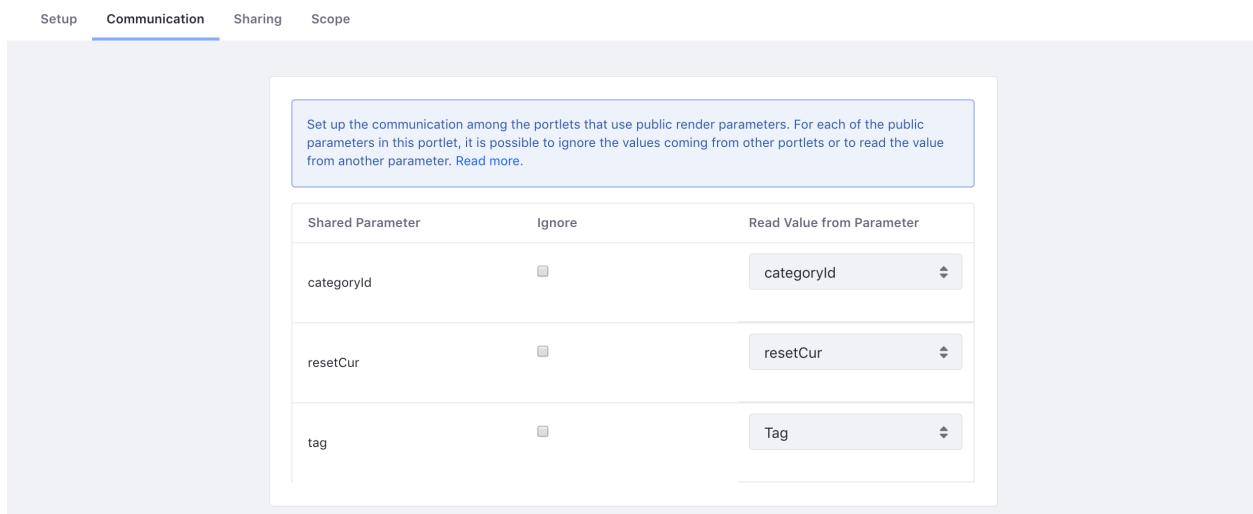 Setup Communication Sharing Scope
Set up the communication among the portlets that use public render parameters. For each of the public
parameters in this portlet, it is possible to ignore the values coming from other portlets or to read the value
from another parameter. Read more.
Shared Parameter Ignore Read Value from Parameter
categoryId categoryId
resetCur resetCur
tag Tag